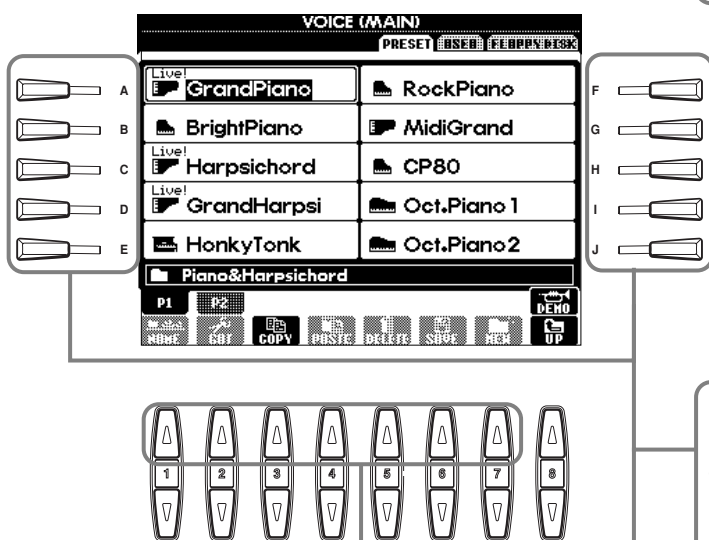 VOICE (MAIN)
PRESET USER FLOPPY DISK
A Live! GrandPiano RockPiano F
B BrightPiano MidiGrand G
C Live! Harpsichord CP80 H
D Live! GrandHarpsi Oct.Piano1 I
E HonkyTonk Oct.Piano2 J
Piano&Harpsichord
P1 P2 DEMO
NAME CUT COPY PASTE DELETE SAVE NEW UP
1 2 3 4 5 6 7 8